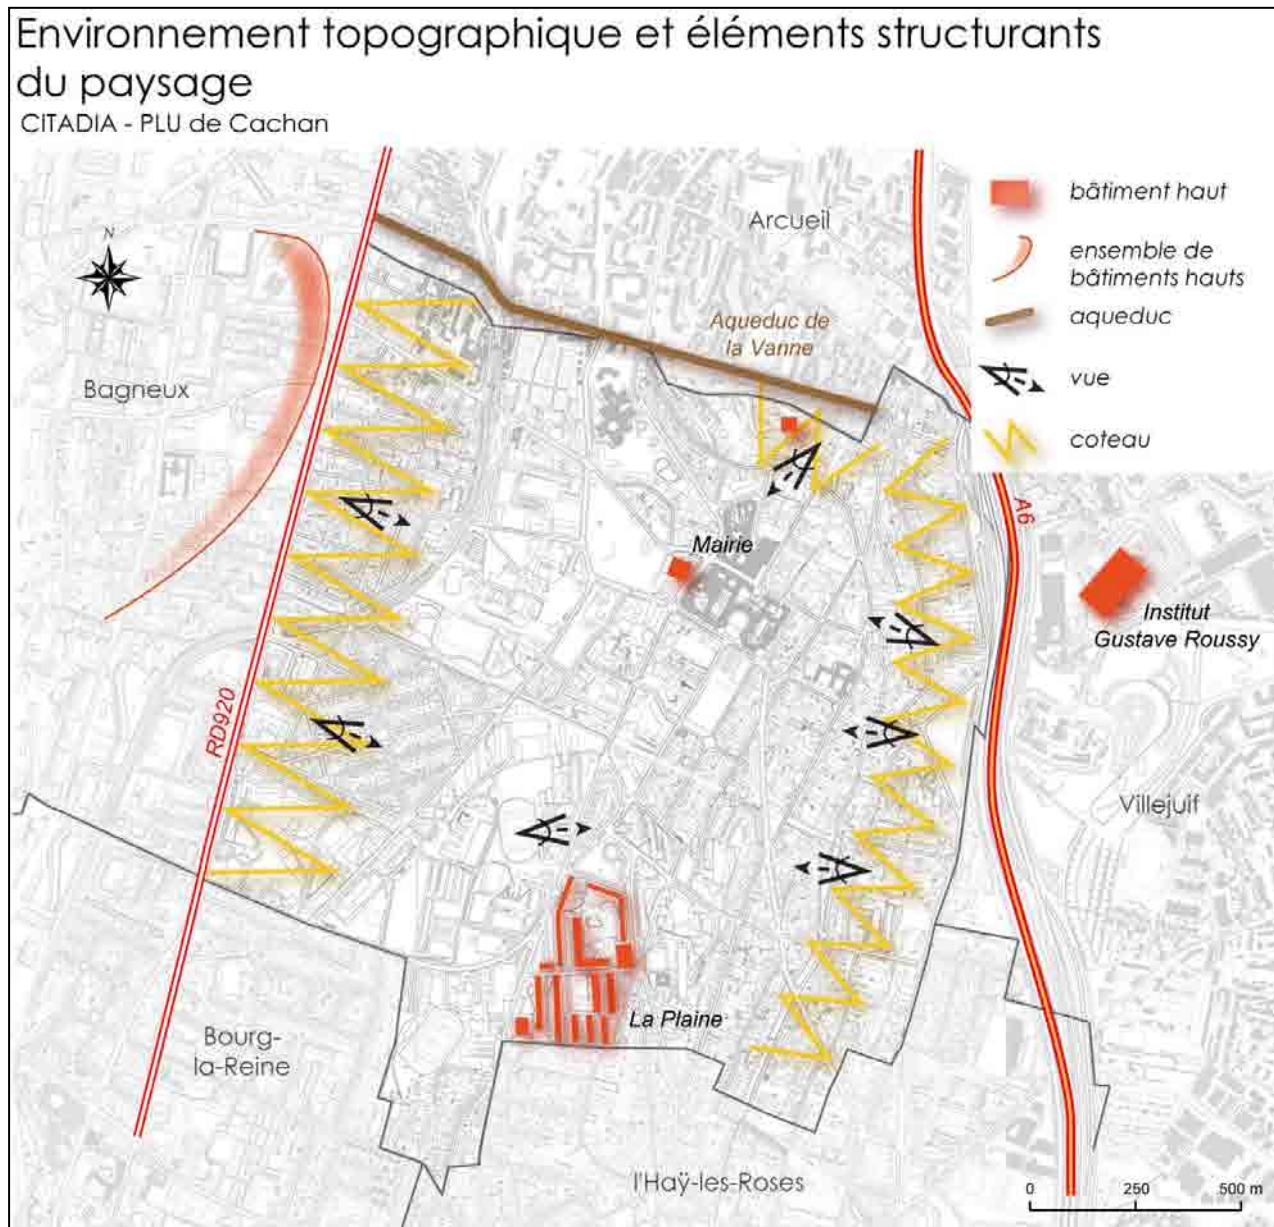 Environnement topographique et éléments structurants
du paysage
CITADIA - PLU de Cachan
N
Arcueil
bâtiment haut
ensemble de
bâtiments hauts
aqueduc
vue
coteau
Aqueduc de
la Vanne
Bagneux
A6
Mairie
Institut
Gustave Roussy
RD920
Villejuif
La Plaine
Bourg-
la-Reine
l'Haÿ-les-Roses
0 250 500 m